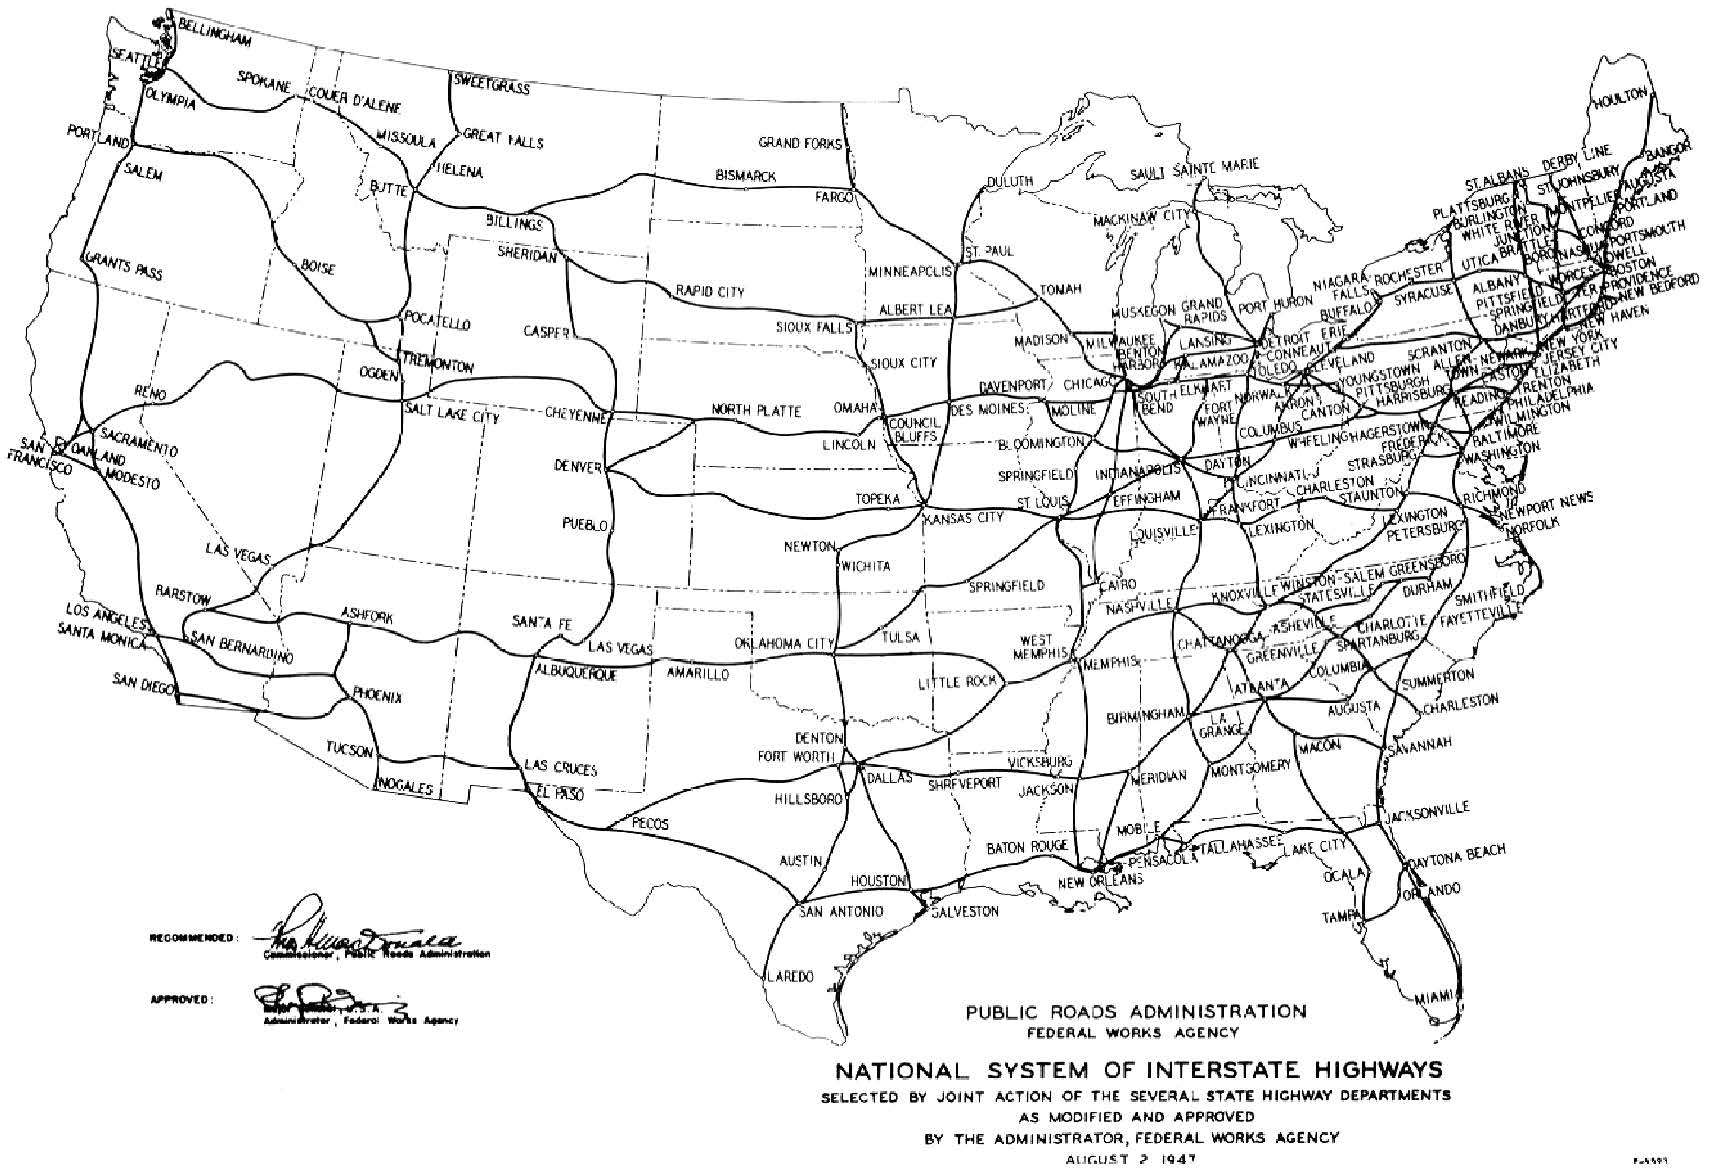 BELLINGHAM
SEATTLE
SPOKANE
COUER D'ALENE
SWEETGRASS
OLYMPIA
MISSOULA
GREAT FALLS
GRAND FORKS
HOULTON
PORTLAND
SALEM
HELENA
BUTTE
BISMARCK
FARGO
DULUTH
SAULT SAINTE MARIE
ST. ALBANS
DERBY LINE
BANGOR
ST JOHNSBURY
AUGUSTA
PLATTSBURG
MONTPELIER
PORTLAND
BURLINGTON
WHITE RIVER
JUNCTION
CONCORD
PORTSMOUTH
BILLINGS
MACKINAW CITY
SHERIDAN
ST. PAUL
GRANTS PASS
BOISE
MINNEAPOLIS
UTICA
BRATTLE
BORO
NASHUA
LOWELL
NIAGARA
FALLS
ROCHESTER
BOSTON
RAPID CITY
TONAH
BUFFALO
SYRACUSE
ALBANY
PITTSFIELD
SPRINGFIELD
PROVIDENCE
NEW BEDFORD
POCATELLO
CASPER
SIOUX FALLS
ALBERT LEA
MUSKEGON
GRAND
RAPIDS
PORT HURON
DANBURY
HARTFORD
NEW HAVEN
MADISON
MILWAUKEE
LANSING
DETROIT
ERIE
TREMONTON
OGDEN
SIOUX CITY
BENTON
HARBOR
KALAMAZOO
CONNEAUT
TOLEDO
CLEVELAND
SCRANTON
NEWARK
NEW YORK
JERSEY CITY
ELIZABETH
RENO
SALT LAKE CITY
CHEYENNE
NORTH PLATTE
OMAHA
DES MOINES
DAVENPORT
MOLINE
CHICAGO
SOUTH
BEND
ELKHART
FORT
WAYNE
NORWALK
AKRON
CANTON
YOUNGSTOWN
PITTSBURGH
HARRISBURG
ALLEN-
TOWN
EASTON
READING
TRENTON
PHILADELPHIA
WILMINGTON
SACRAMENTO
SAN
FRANCISCO
OAKLAND
MODESTO
LINCOLN
COUNCIL
BLUFFS
BLOOMINGTON
COLUMBUS
WHEELING
HAGERSTOWN
FREDERICK
BALTIMORE
WASHINGTON
DENVER
SPRINGFIELD
INDIANAPOLIS
DAYTON
CINCINNATI
STRASBURG
TOPEKA
KANSAS CITY
ST. LOUIS
EFFINGHAM
FRANKFORT
CHARLESTON
STAUNTON
RICHMOND
NEWPORT NEWS
NORFOLK
PUEBLO
LOUISVILLE
LEXINGTON
LEXINGTON
PETERSBURG
LAS VEGAS
NEWTON
WICHITA
SPRINGFIELD
CAIRO
NASHVILLE
KNOXVILLE
WINSTON-SALEM
GREENSBORO
STATESVILLE
DURHAM
SMITHFIELD
FAYETTEVILLE
BARSTOW
LOS ANGELES
SANTA MONICA
SAN BERNARDINO
ASHFORK
SANTA FE
LAS VEGAS
ALBUQUERQUE
AMARILLO
OKLAHOMA CITY
TULSA
WEST
MEMPHIS
MEMPHIS
CHATTANOOGA
ASHEVILLE
CHARLOTTE
GREENVILLE
SPARTANBURG
SAN DIEGO
PHOENIX
LITTLE ROCK
ATLANTA
COLUMBIA
SUMMERTON
CHARLESTON
AUGUSTA
BIRMINGHAM
LA
GRANGE
MACON
SAVANNAH
TUCSON
NOGALES
LAS CRUCES
EL PASO
DENTON
FORT WORTH
DALLAS
SHREVEPORT
VICKSBURG
JACKSON
MERIDIAN
MONTGOMERY
PECOS
HILLSBORO
MOBILE
JACKSONVILLE
AUSTIN
HOUSTON
BATON ROUGE
PENSACOLA
TALLAHASSEE
LAKE CITY
DAYTONA BEACH
NEW ORLEANS
OCALA
ORLANDO
SAN ANTONIO
GALVESTON
TAMPA
LAREDO
MIAMI
RECOMMENDED:
Commissioner, Public Roads Administration
APPROVED:
Administrator, Federal Works Agency
PUBLIC ROADS ADMINISTRATION
FEDERAL WORKS AGENCY
NATIONAL SYSTEM OF INTERSTATE HIGHWAYS
SELECTED BY JOINT ACTION OF THE SEVERAL STATE HIGHWAY DEPARTMENTS
AS MODIFIED AND APPROVED
BY THE ADMINISTRATOR, FEDERAL WORKS AGENCY
AUGUST 2 1947